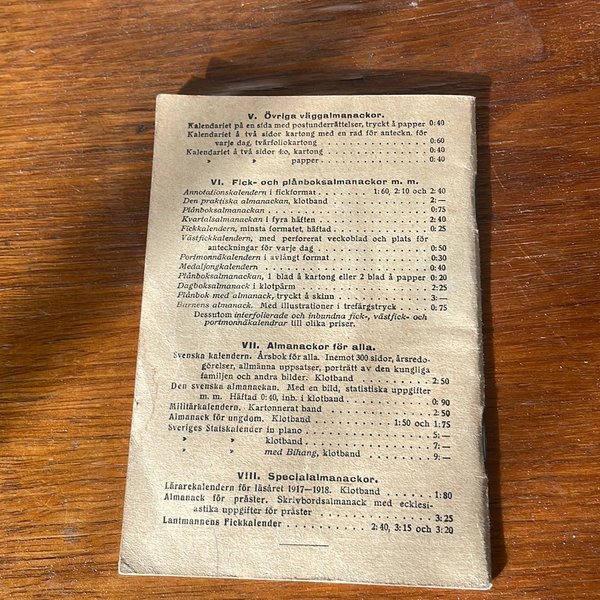 V. Övriga väggalmanackor.
Kalendariet på en sida med postunderrättelser, tryckt å papper 0:40
Kalendariet å två sidor kartong med en rad för anteckn. för
varje dag, tvärfoliokartong . . . . . . . . . . . . 0:60
Kalendariet å två sidor 4:o, kartong . . . . . . . . . . 0:40
» » papper . . . . . . . . . . . 0:40
VI. Fick- och plånboksalmanackor m. m.
Annotationskalendern i fickformat . . . . . . 1:60, 2:10 och 2:40
Den praktiska almanackan, klotband . . . . . . . . . . 2:—
Plånboksalmanackan . . . . . . . . . . . . . . . . 0:75
Kvartalsalmanackan i fyra häften . . . . . . . . . . . 2:40
Fickkalendern, minsta formatet, häftad . . . . . . . . . 0:25
Västfickkalendern, med perforerat veckoblad och plats för
anteckningar för varje dag . . . . . . . . . . . . 0:50
Portmonnäkalendern i avlångt format . . . . . . . . . . 0:30
Medaljongkalendern . . . . . . . . . . . . . . . . 0:40
Plånboksalmanackan, 1 blad å kartong eller 2 blad å papper 0:20
Dagboksalmanack i klotpärm . . . . . . . . . . . . . 2:25
Plånbok med almanack, tryckt å skinn . . . . . . . . . 3:—
Barnens almanack. Med illustrationer i trefärgstryck . . . . 0:75
Dessutom interfolierade och inbundna fick-, västfick- och
portmonnäkalendrar till olika priser.
VII. Almanackor för alla.
Svenska kalendern. Årsbok för alla. Inemot 300 sidor, årsredo-
görelser, allmänna uppsatser, porträtt av den kungliga
familjen och andra bilder. Klotband . . . . . . . . 2:50
Den svenska almanackan. Med en bild, statistiska uppgifter
m. m. Häftad 0:40, inb. i klotband . . . . . . . . 0:90
Militärkalendern. Kartonnerat band . . . . . . . . . . 2:50
Almanack för ungdom. Klotband . . . . . . . 1:50 och 1:75
Sveriges Statskalender in plano . . . . . . . . . . . . 5:—
» » klotband . . . . . . . . . . . . 7:—
» » med Bihang, klotband . . . . . . . 9:—
VIII. Specialalmanackor.
Lärarekalendern för läsåret 1917—1918. Klotband . . . . . 1:80
Almanack för präster. Skrivbordsalmanack med ecklesi-
astika uppgifter för präster . . . . . . . . . . . . 3:25
Lantmannens Fickkalender . . . . . . . . 2:40, 3:15 och 3:20